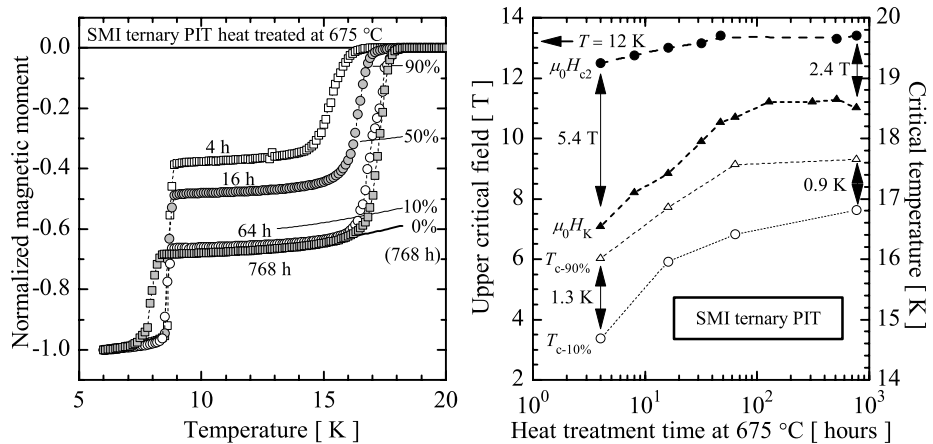 SMI ternary PIT heat treated at 675 °C
Normalized magnetic moment
0.0
-0.2
-0.4
-0.6
-0.8
-1.0
90%
50%
10%
0%
(768 h)
4 h
16 h
64 h
768 h
5
10
15
20
Temperature [ K ]
Upper critical field [ T ]
14
12
10
8
6
4
2
T = 12 K
μ0Hc2
5.4 T
2.4 T
μ0HK
Tc-90%
0.9 K
1.3 K
Tc-10%
SMI ternary PIT
Critical temperature [ K ]
20
19
18
17
16
15
14
10^0
10^1
10^2
10^3
Heat treatment time at 675 °C [ hours ]